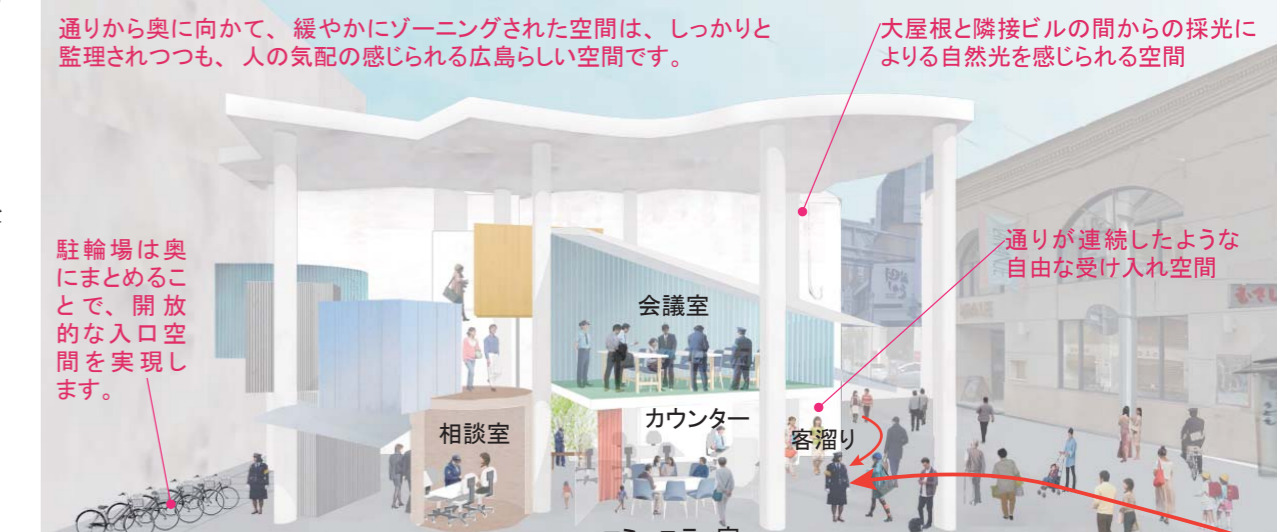 通りから奥に向かて、緩やかにゾーニングされた空間は、しっかりと
監理されつつも、人の気配の感じられる広島らしい空間です。
大屋根と隣接ビルの間からの採光に
よりる自然光を感じられる空間
通りが連続したような
自由な受け入れ空間
駐輪場は奥
にまとめるこ
とで、開放
的な入口空
間を実現し
ます。
会議室
カウンター
相談室
客溜り